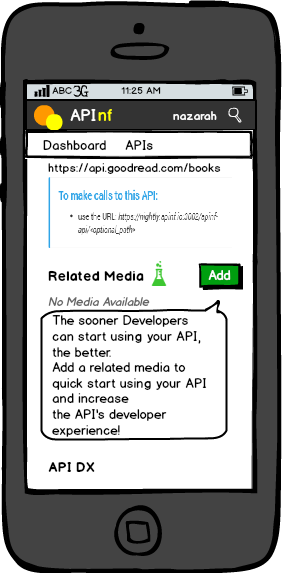 ABC 3G 11:25 AM
APInf nazarah
Dashboard APIs
https://api.goodread.com/books
To make calls to this API:
• use the URL: https://nightly.apinf.io:3002/apinf-
api/<optional_path>
Related Media Add
No Media Available
The sooner Developers
can start using your API,
the better.
Add a related media to
quick start using your API
and increase
the API's developer
experience!
API DX